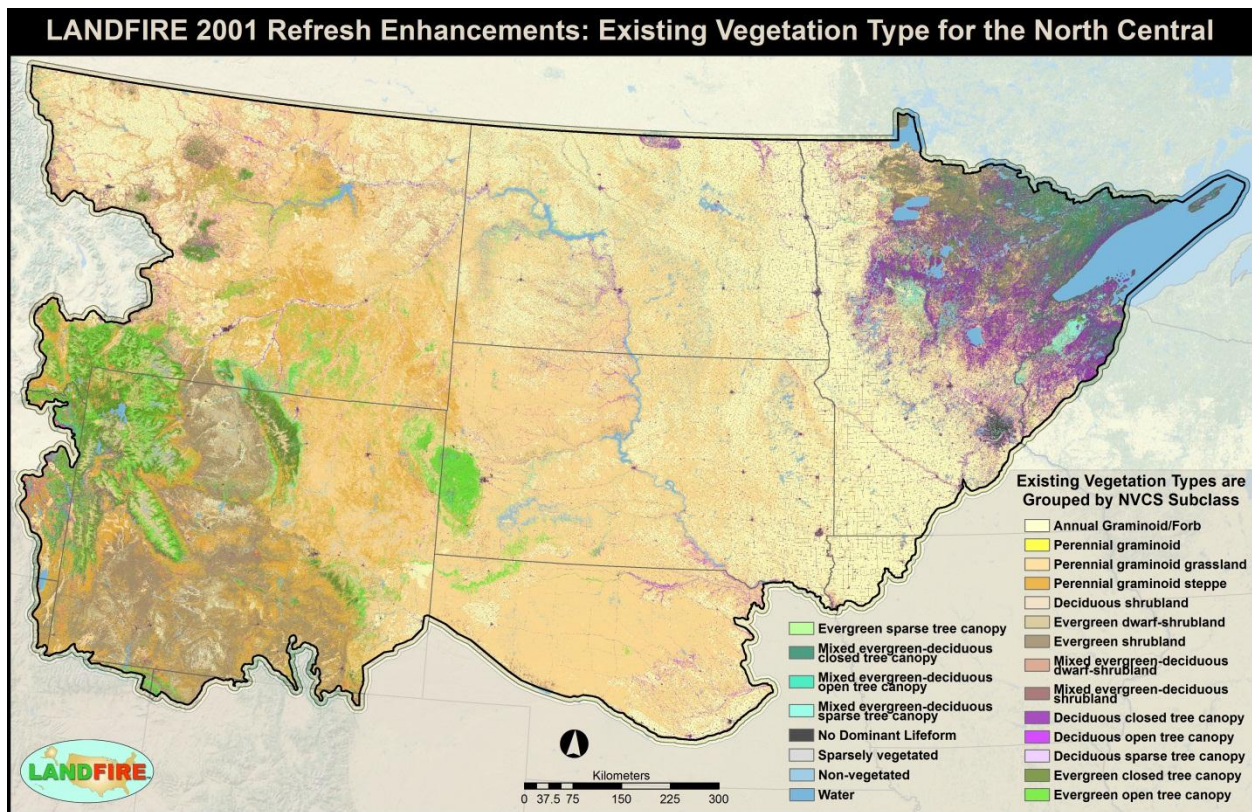 LANDFIRE 2001 Refresh Enhancements: Existing Vegetation Type for the North Central
Existing Vegetation Types are
Grouped by NVCS Subclass
Annual Graminoid/Forb
Perennial graminoid
Perennial graminoid grassland
Perennial graminoid steppe
Deciduous shrubland
Evergreen dwarf-shrubland
Evergreen shrubland
Mixed evergreen-deciduous
dwarf-shrubland
Mixed evergreen-deciduous
shrubland
Deciduous closed tree canopy
Deciduous open tree canopy
Deciduous sparse tree canopy
Evergreen closed tree canopy
Evergreen open tree canopy
Evergreen sparse tree canopy
Mixed evergreen-deciduous
closed tree canopy
Mixed evergreen-deciduous
open tree canopy
Mixed evergreen-deciduous
sparse tree canopy
No Dominant Lifeform
Sparsely vegetated
Non-vegetated
Water
Kilometers
0 37.5 75 150 225 300
LANDFIRE